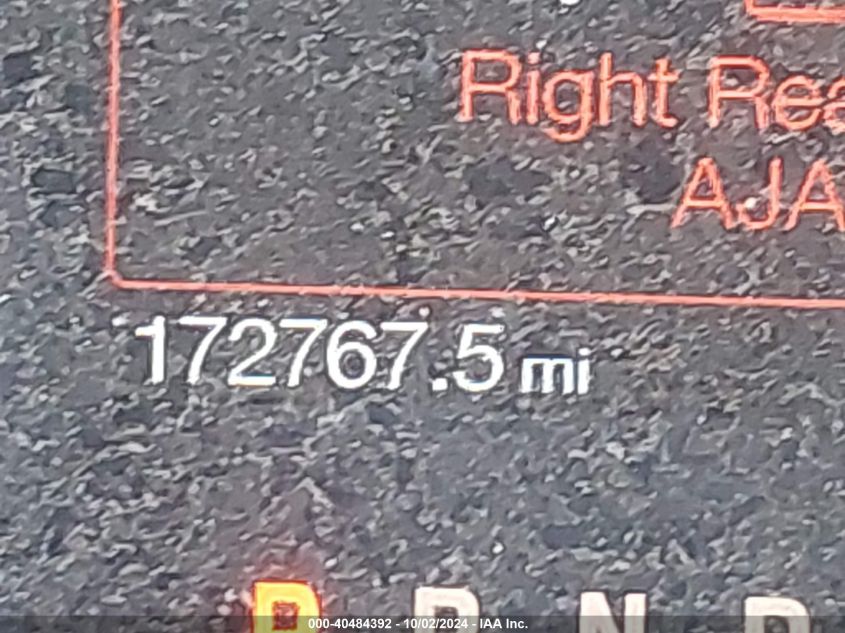 Right Rea
AJA
172767.5 mi
P R N D
000-40484392 - 10/02/2024 - IAA Inc.